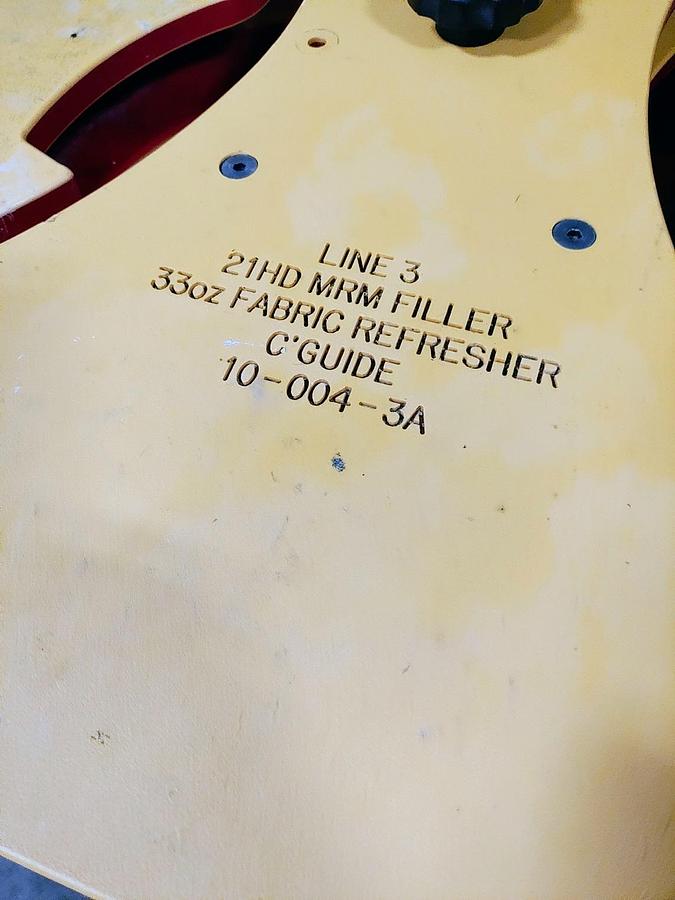 LINE 3
21HD MRM FILLER
33oz FABRIC REFRESHER
C'GUIDE
10-004-3A